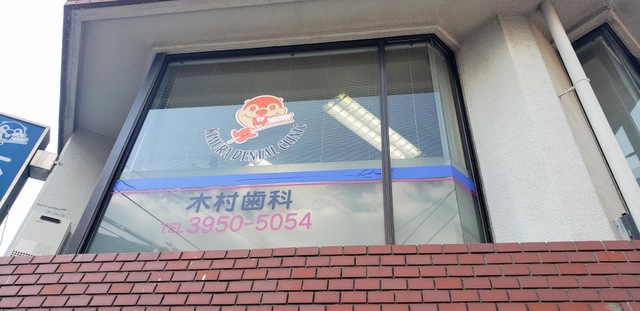 KIMURA DENTAL CLINIC
木村歯科
TEL 3950-5054